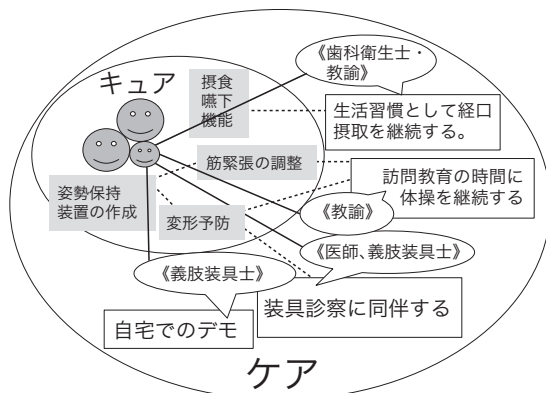 《歯科衛生士・
教諭》
キュア
摂食
嚥下
機能
生活習慣として経口
摂取を継続する。
筋緊張の調整
訪問教育の時間に
体操を継続する
姿勢保持
装置の作成
変形予防
《教諭》
《医師、義肢装具士》
《義肢装具士》
装具診察に同伴する
自宅でのデモ
ケア